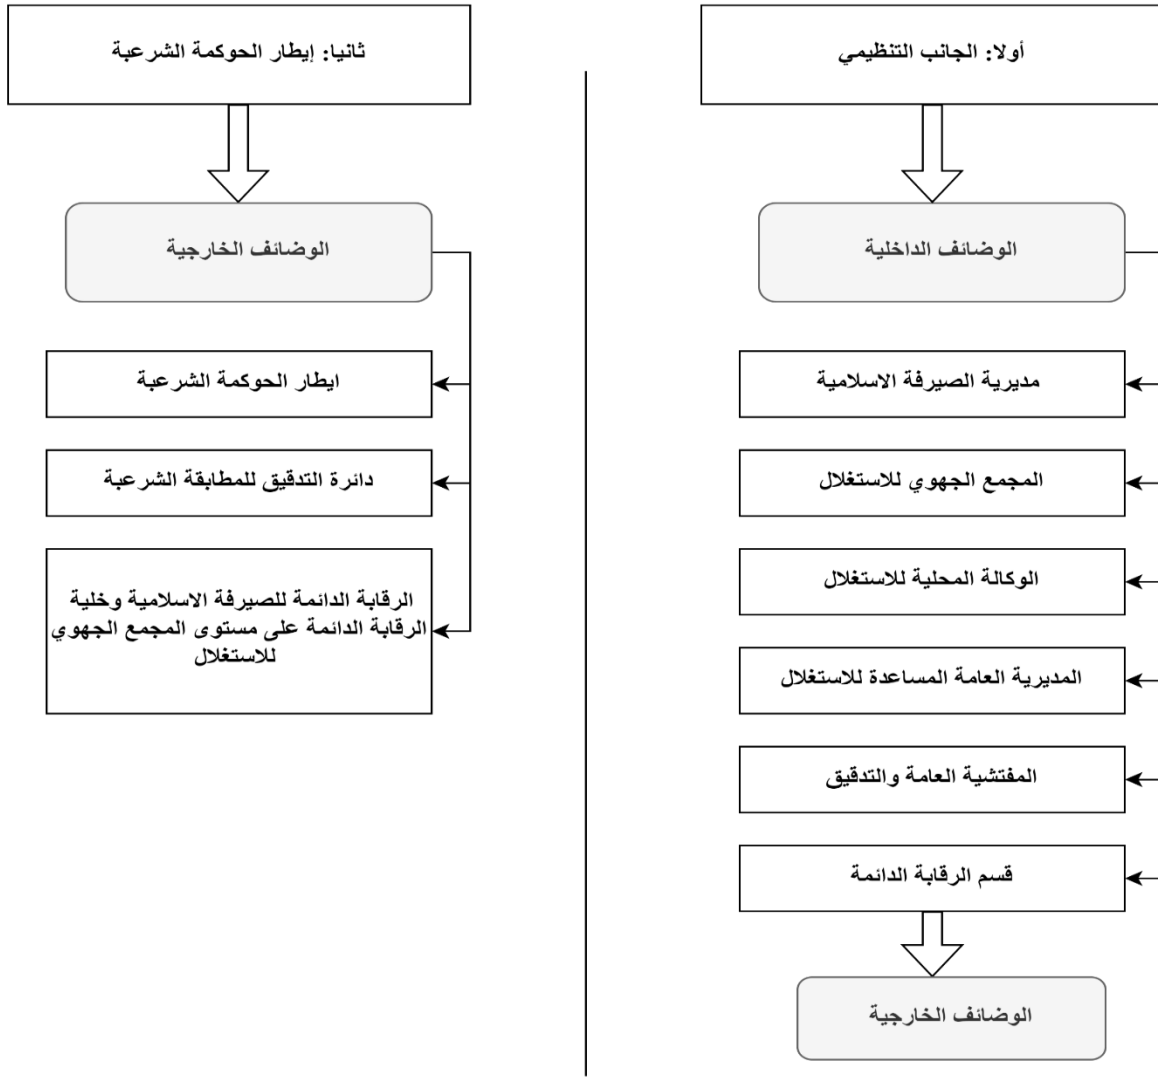 أولا: الجانب التنظيمي
الوضائف الداخلية
مديرية الصيرفة الاسلامية
المجمع الجهوي للاستغلال
الوكالة المحلية للاستغلال
المديرية العامة المساعدة للاستغلال
المفتشية العامة والتدقيق
قسم الرقابة الدائمة
الوضائف الخارجية
ثانيا: إيطار الحوكمة الشرعبة
الوضائف الخارجية
ايطار الحوكمة الشرعبة
دائرة التدقيق للمطابقة الشرعبة
الرقابة الدائمة للصيرفة الاسلامية وخلية
الرقابة الدائمة على مستوى المجمع الجهوي
للاستغلال